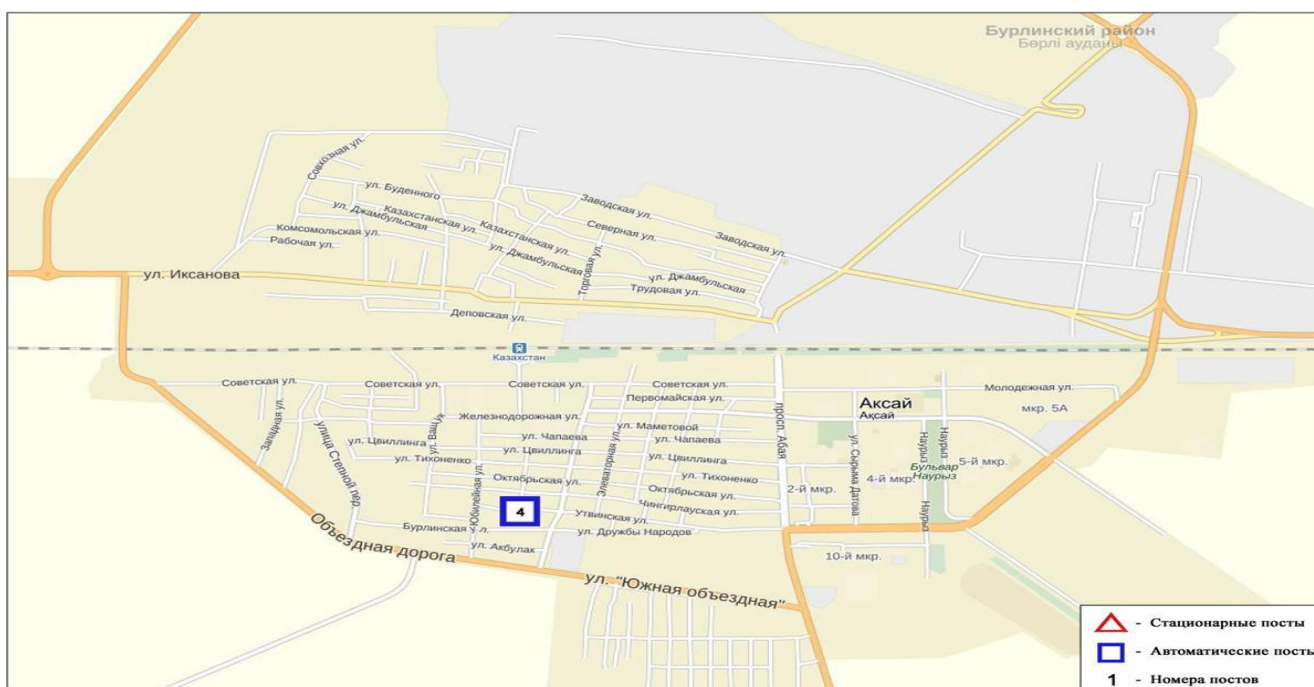 Бурлинский район
Бөрлі ауданы
Совхозная ул.
ул. Буденного
Заводская ул.
ул. Джамбульская
Казахстанская ул.
Казахстанская ул.
Северная ул.
Заводская ул.
Комсомольская ул.
Рабочая ул.
ул. Джамбульская
Торговая ул.
ул. Джамбульская
Трудовая ул.
ул. Иксанова
Деповская ул.
Казахстан
Советская ул.
Советская ул.
Советская ул.
Советская ул.
Молодежная ул.
Первомайская ул.
Аксай
Ақсай
мкр. 5А
Западная ул.
улица Степной пер.
Железнодорожная ул.
ул. Маметовой
просп. Абая
ул. Чапаева
ул. Чапаева
ул. Цвиллинга
ул. Цвиллинга
ул. Цвиллинга
ул. Тихоненко
ул. Тихоненко
Юбилейная ул.
Элеваторная ул.
ул. Сырыма Датова
Наурыз
Наурыз
Бульвар
Наурыз
5-й мкр.
4-й мкр.
2-й мкр.
Октябрьская ул.
Октябрьская ул.
Чингирлауская ул.
4
Утвинская ул.
Наурыз
Бурлинская ул.
ул. Дружбы Народов
ул. Акбулак
10-й мкр.
Объездная дорога
ул. "Южная объездная"
- Стационарные посты
- Автоматические посты
1 - Номера постов